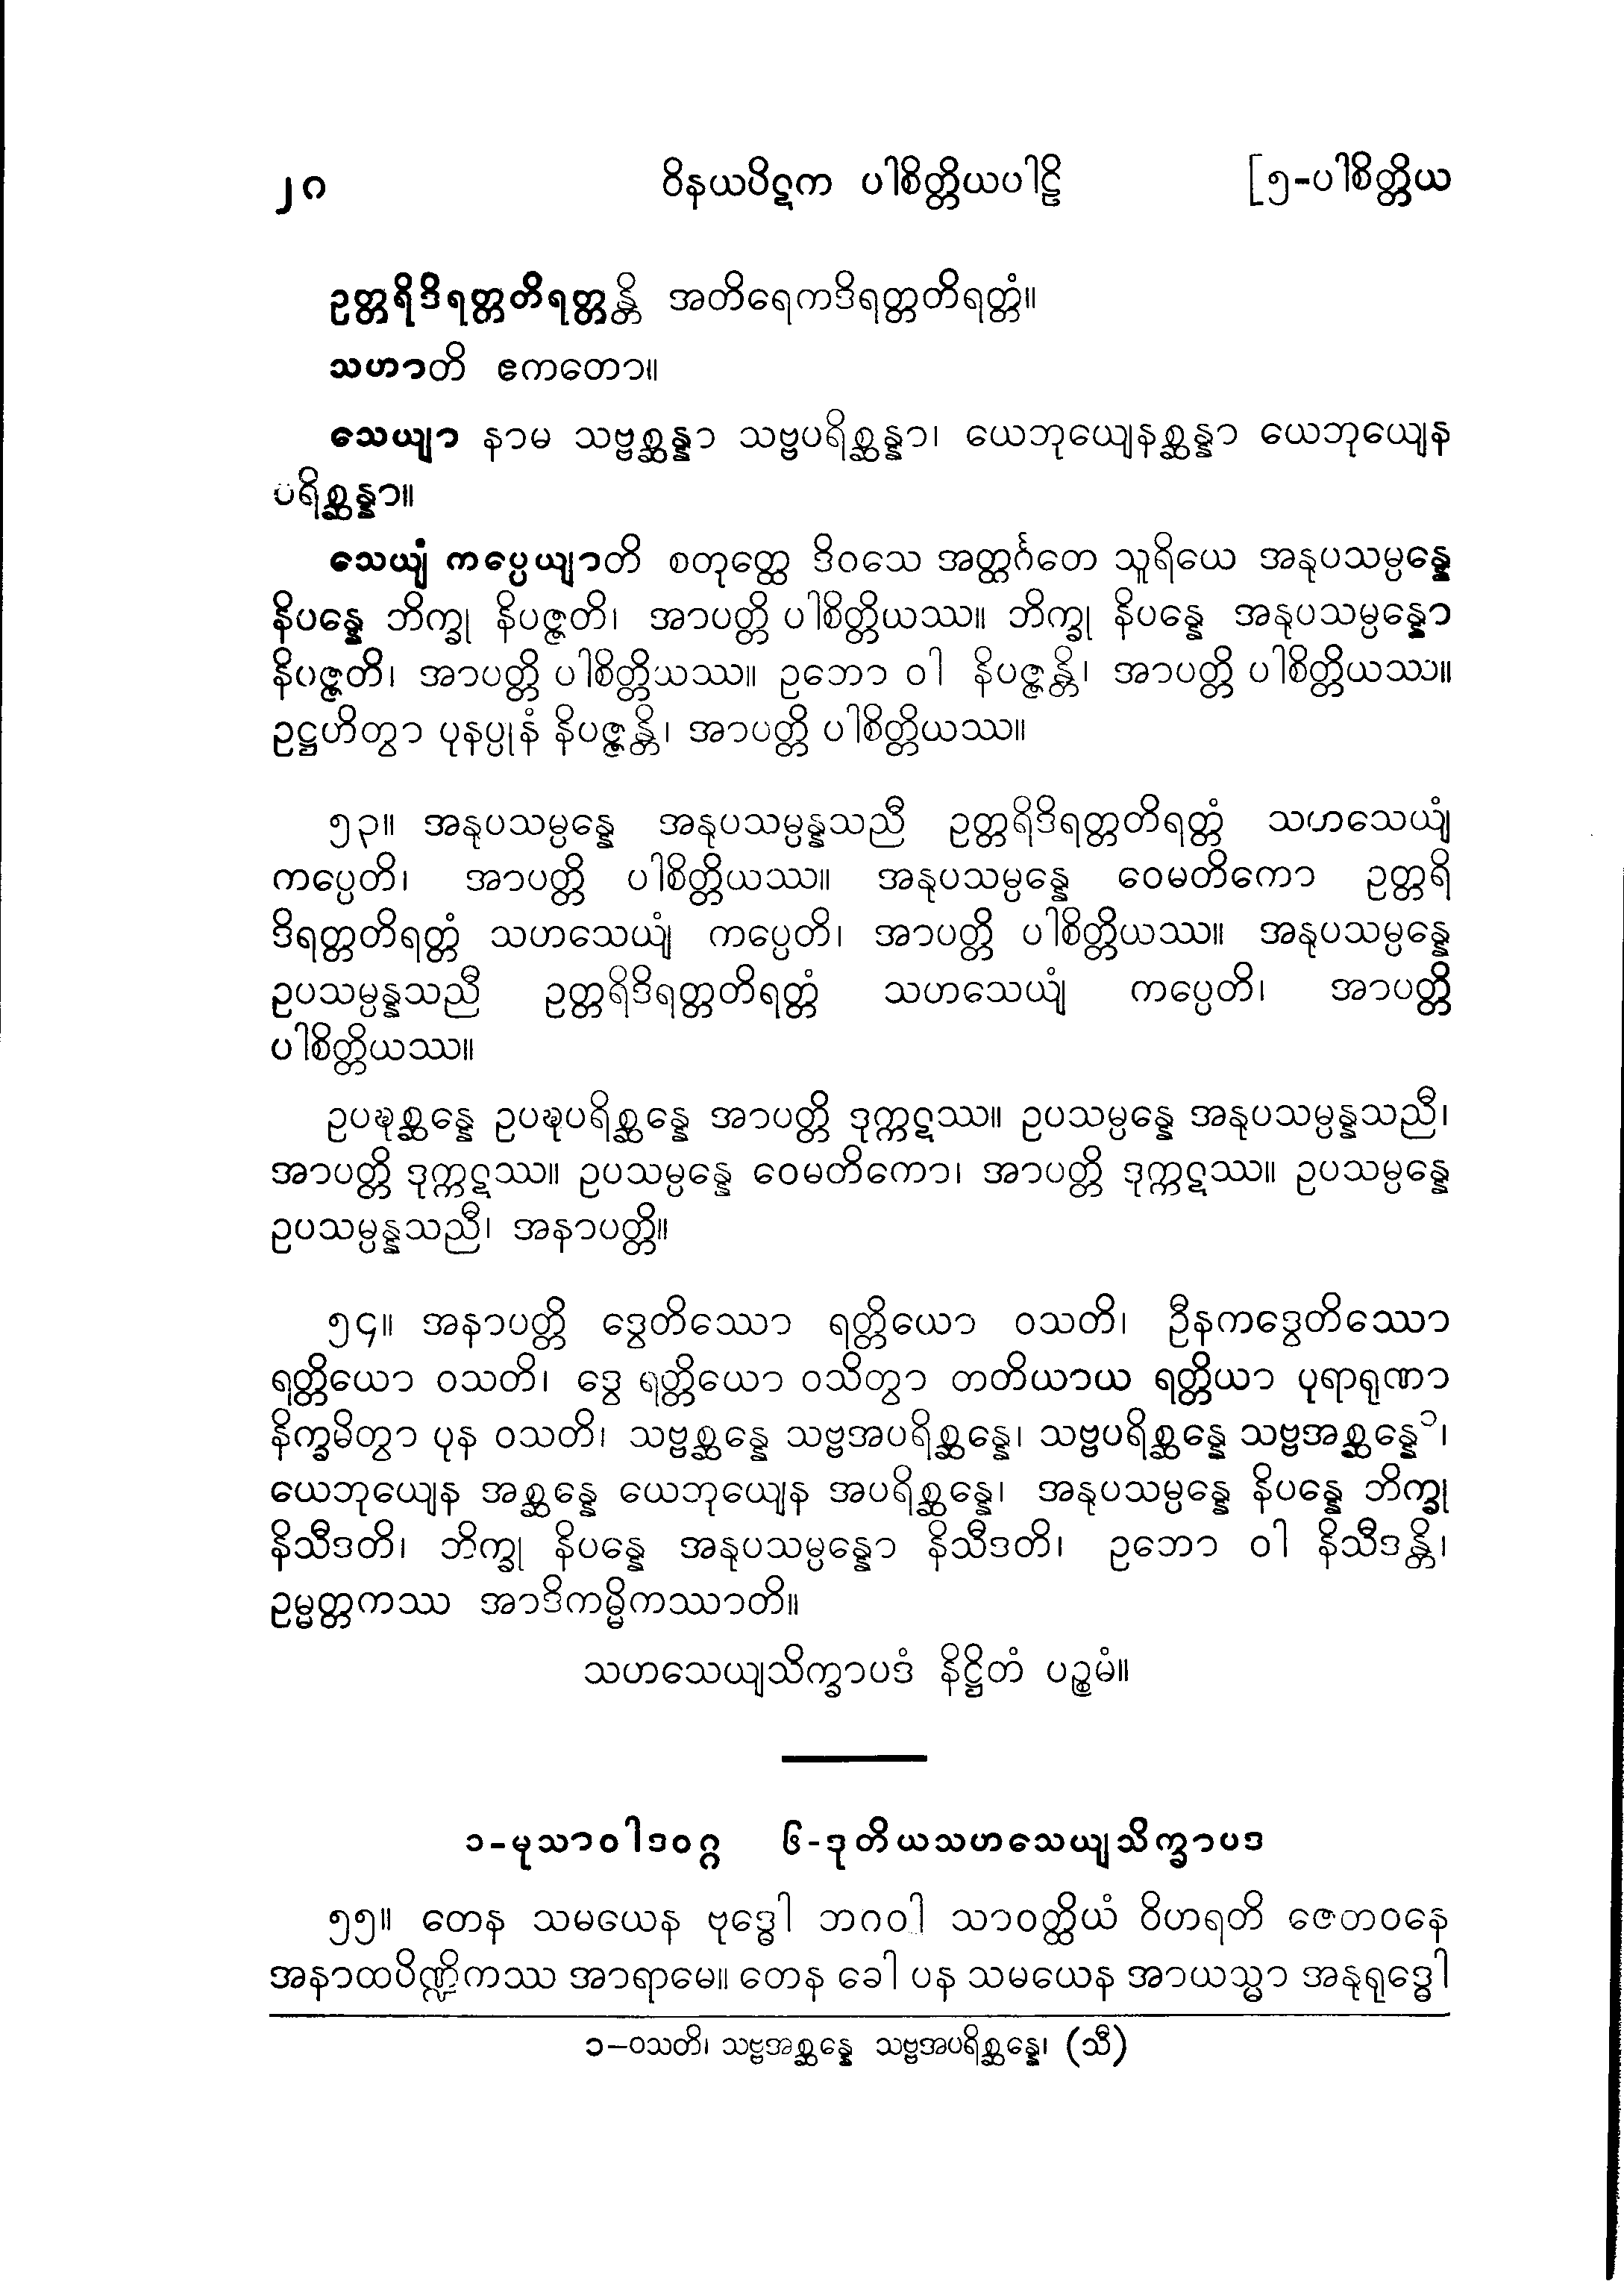 ၂၈ ဝိနယပိဋက ပါစိတ္တိယပါဠိ [၅-ပါစိတ္တိယ
ဥတ္တရိဒိရတ္တတိရတ္တန္တိ အတိရေကဒိရတ္တတိရတ္တံ။
သဟာတိ ဧကတော။
သေယျာ နာမ သဗ္ဗစ္ဆန္နာ သဗ္ဗပရိစ္ဆန္နာ၊ ယေဘုယျေနစ္ဆန္နာ ယေဘုယျေန
ပရိစ္ဆန္နာ။
သေယျံ ကပ္ပေယျာတိ စတုတ္ထေ ဒိဝသေ အတ္ထင်္ဂတေ သူရိယေ အနုပသမ္ပန္နေ
နိပန္နေ ဘိက္ခု နိပဇ္ဇတိ၊ အာပတ္တိ ပါစိတ္တိယဿ။ ဘိက္ခု နိပန္နေ အနုပသမ္ပန္နော
နိပဇ္ဇတိ၊ အာပတ္တိ ပါစိတ္တိယဿ။ ဥဘော ဝါ နိပဇ္ဇန္တိ၊ အာပတ္တိ ပါစိတ္တိယဿ။
ဥဋ္ဌဟိတွာ ပုနပ္ပုနံ နိပဇ္ဇန္တိ၊ အာပတ္တိ ပါစိတ္တိယဿ။
၅၃။ အနုပသမ္ပန္နေ အနုပသမ္ပန္နသညီ ဥတ္တရိဒိရတ္တတိရတ္တံ သဟသေယျံ
ကပ္ပေတိ၊ အာပတ္တိ ပါစိတ္တိယဿ။ အနုပသမ္ပန္နေ ဝေမတိကော ဥတ္တရိ
ဒိရတ္တတိရတ္တံ သဟသေယျံ ကပ္ပေတိ၊ အာပတ္တိ ပါစိတ္တိယဿ။ အနုပသမ္ပန္နေ
ဥပသမ္ပန္နသညီ ဥတ္တရိဒိရတ္တတိရတ္တံ သဟသေယျံ ကပ္ပေတိ၊ အာပတ္တိ
ပါစိတ္တိယဿ။
ဥပဍ္ဎစ္ဆန္နေ ဥပဍ္ဎပရိစ္ဆန္နေ အာပတ္တိ ဒုက္ကဋဿ။ ဥပသမ္ပန္နေ အနုပသမ္ပန္နသညီ၊
အာပတ္တိ ဒုက္ကဋဿ။ ဥပသမ္ပန္နေ ဝေမတိကော၊ အာပတ္တိ ဒုက္ကဋဿ။ ဥပသမ္ပန္နေ
ဥပသမ္ပန္နသညီ၊ အနာပတ္တိ။
၅၄။ အနာပတ္တိ ဒွေတိဿော ရတ္တိယော ဝသတိ၊ ဦနကဒွေတိဿော
ရတ္တိယော ဝသတိ၊ ဒွေ ရတ္တိယော ဝသိတွာ တတိယာယ ရတ္တိယာ ပုရာရုဏာ
နိက္ခမိတွာ ပုန ဝသတိ၊ သဗ္ဗစ္ဆန္နေ သဗ္ဗအပရိစ္ဆန္နေ၊ သဗ္ဗပရိစ္ဆန္နေ သဗ္ဗအစ္ဆန္နေ၁၊
ယေဘုယျေန အစ္ဆန္နေ ယေဘုယျေန အပရိစ္ဆန္နေ၊ အနုပသမ္ပန္နေ နိပန္နေ ဘိက္ခု
နိသီဒတိ၊ ဘိက္ခု နိပန္နေ အနုပသမ္ပန္နော နိသီဒတိ၊ ဥဘော ဝါ နိသီဒန္တိ၊
ဥမ္မတ္တကဿ အာဒိကမ္မိကဿာတိ။
သဟသေယျသိက္ခာပဒံ နိဋ္ဌိတံ ပဉ္စမံ။
၁-မုသာဝါဒဝဂ္ဂ ၆-ဒုတိယသဟသေယျသိက္ခာပဒ
၅၅။ တေန သမယေန ဗုဒ္ဓေါ ဘဂဝါ သာဝတ္ထိယံ ဝိဟရတိ ဇေတဝနေ
အနာထပိဏ္ဍိကဿ အာရာမေ။ တေန ခေါ ပန သမယေန အာယသ္မာ အနုရုဒ္ဓေါ
၁–ဝသတိ၊ သဗ္ဗအစ္ဆန္နေ သဗ္ဗအပရိစ္ဆန္နေ၊ (သီ)